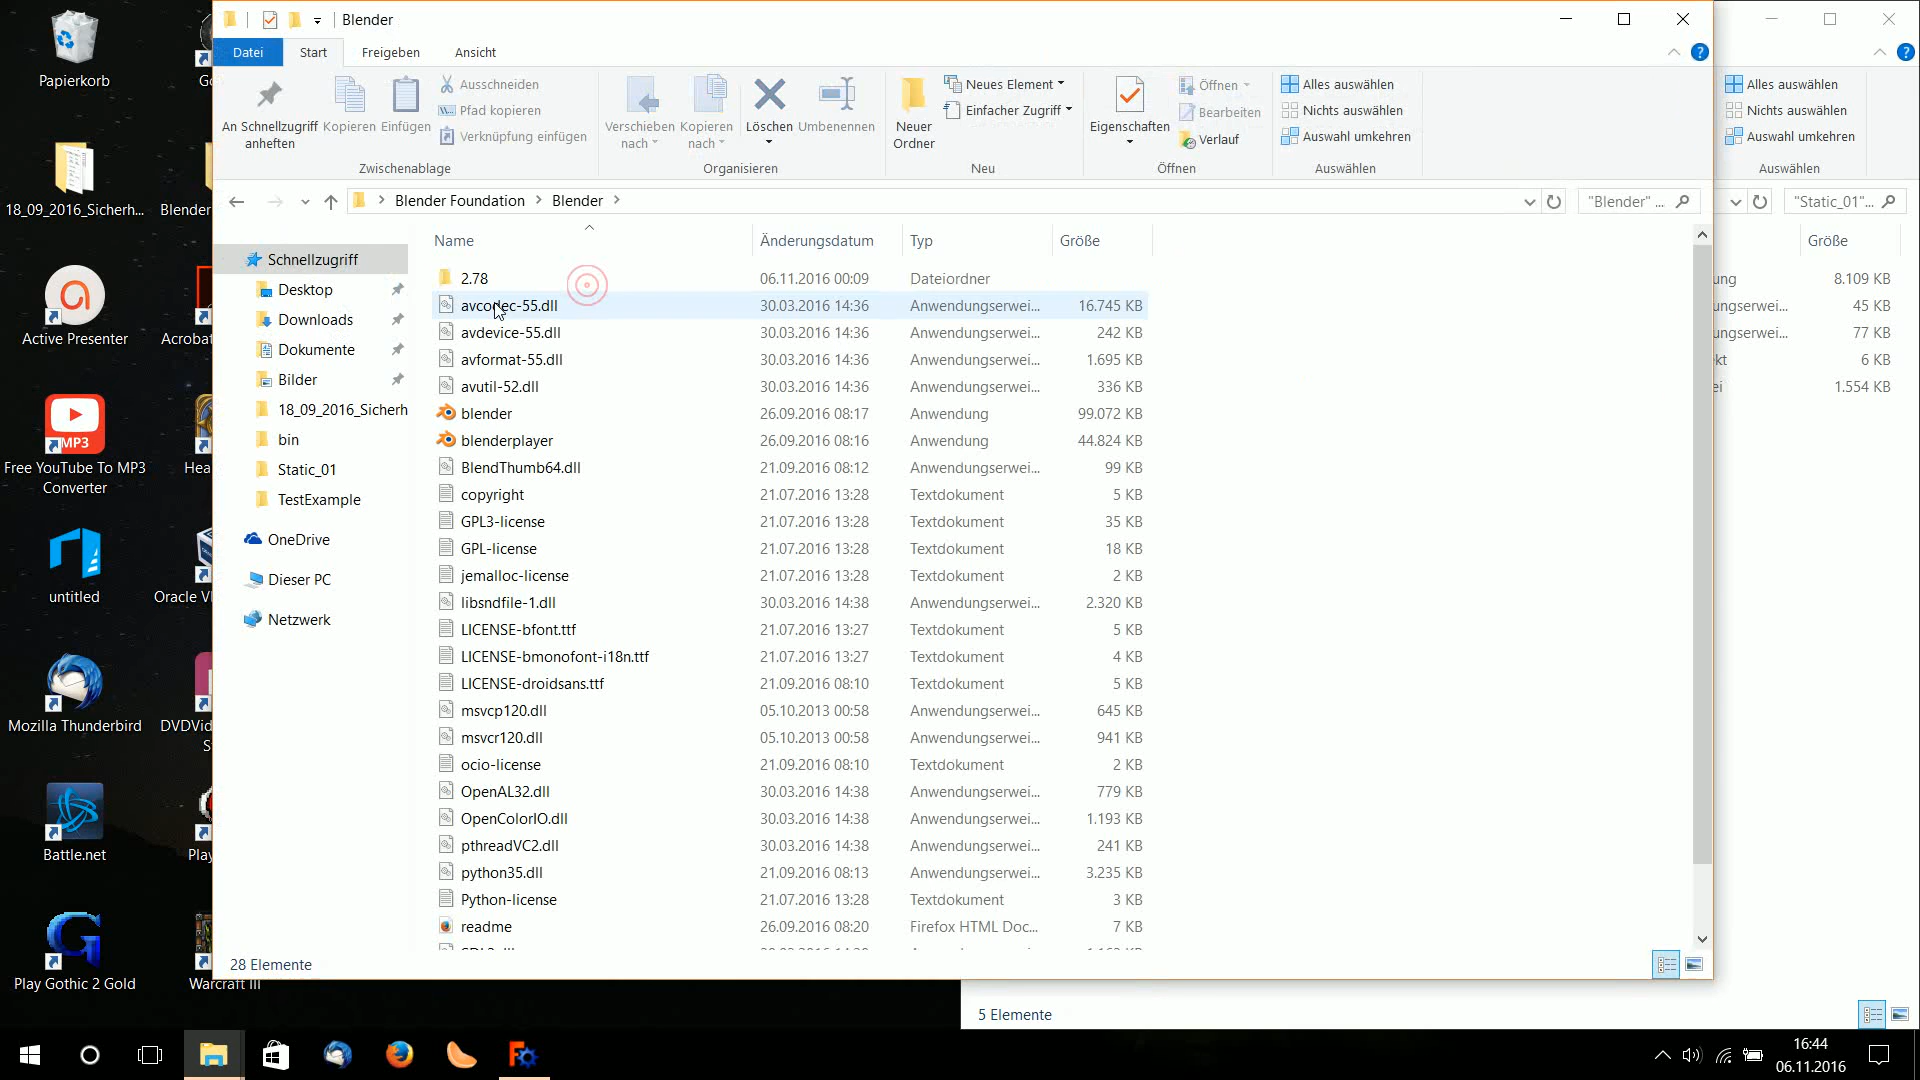 Blender
Datei Start Freigeben Ansicht
An Schnellzugriff anheften
Kopieren
Einfügen
Ausschneiden
Pfad kopieren
Verknüpfung einfügen
Zwischenablage
Verschieben nach
Kopieren nach
Löschen
Umbenennen
Organisieren
Neuer Ordner
Neues Element
Einfacher Zugriff
Neu
Eigenschaften
Öffnen
Bearbeiten
Verlauf
Öffnen
Alles auswählen
Nichts auswählen
Auswahl umkehren
Auswählen
Alles auswählen
Nichts auswählen
Auswahl umkehren
Auswählen
Blender Foundation Blender
"Blender" ...
"Static_01"...
Name Änderungsdatum Typ Größe
2.78 06.11.2016 00:09 Dateiordner
avcodec-55.dll 30.03.2016 14:36 Anwendungserwei... 16.745 KB
avdevice-55.dll 30.03.2016 14:36 Anwendungserwei... 242 KB
avformat-55.dll 30.03.2016 14:36 Anwendungserwei... 1.695 KB
avutil-52.dll 30.03.2016 14:36 Anwendungserwei... 336 KB
blender 26.09.2016 08:17 Anwendung 99.072 KB
blenderplayer 26.09.2016 08:16 Anwendung 44.824 KB
BlendThumb64.dll 21.09.2016 08:12 Anwendungserwei... 99 KB
copyright 21.07.2016 13:28 Textdokument 5 KB
GPL3-license 21.07.2016 13:28 Textdokument 35 KB
GPL-license 21.07.2016 13:28 Textdokument 18 KB
jemalloc-license 21.07.2016 13:28 Textdokument 2 KB
libsndfile-1.dll 30.03.2016 14:38 Anwendungserwei... 2.320 KB
LICENSE-bfont.ttf 21.07.2016 13:27 Textdokument 5 KB
LICENSE-bmonofont-i18n.ttf 21.07.2016 13:27 Textdokument 4 KB
LICENSE-droidsans.ttf 21.09.2016 08:10 Textdokument 5 KB
msvcp120.dll 05.10.2013 00:58 Anwendungserwei... 645 KB
msvcr120.dll 05.10.2013 00:58 Anwendungserwei... 941 KB
ocio-license 21.09.2016 08:10 Textdokument 2 KB
OpenAL32.dll 30.03.2016 14:38 Anwendungserwei... 779 KB
OpenColorIO.dll 30.03.2016 14:38 Anwendungserwei... 1.193 KB
pthreadVC2.dll 30.03.2016 14:38 Anwendungserwei... 241 KB
python35.dll 21.09.2016 08:13 Anwendungserwei... 3.235 KB
Python-license 21.07.2016 13:28 Textdokument 3 KB
readme 26.09.2016 08:20 Firefox HTML Doc... 7 KB
28 Elemente
Schnellzugriff
Desktop
Downloads
Dokumente
Bilder
18_09_2016_Sicherh
bin
Static_01
TestExample
OneDrive
Dieser PC
Netzwerk
Größe
ung 8.109 KB
ungserwei... 45 KB
ungserwei... 77 KB
kt 6 KB
ei 1.554 KB
5 Elemente
Papierkorb
Go
18_09_2016_Sicherh...
Blender
Active Presenter
Acrobat
MP3
Free YouTube To MP3 Converter
Hea
untitled
Oracle V
Mozilla Thunderbird
DVDVid
S
Battle.net
Play
Play Gothic 2 Gold
Warcraft III
16:44
06.11.2016